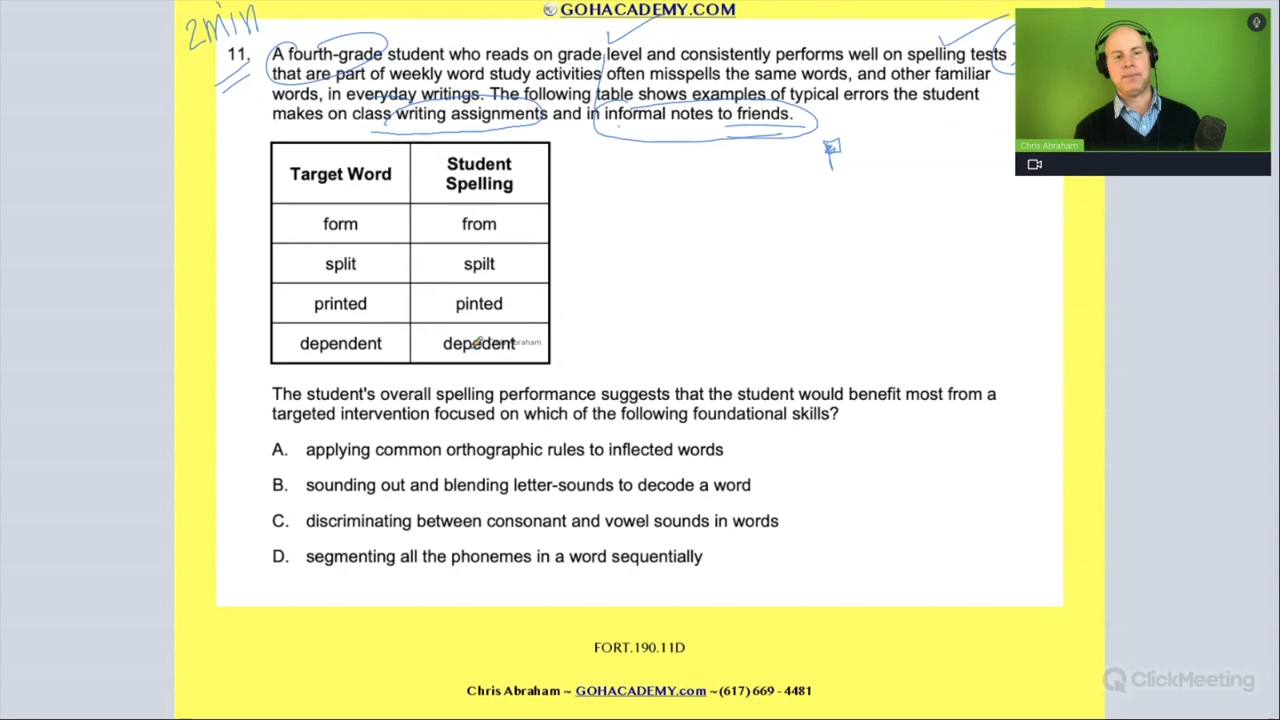 GOHACADEMY.COM
2min
11. A fourth-grade student who reads on grade level and consistently performs well on spelling tests
that are part of weekly word study activities often misspells the same words, and other familiar
words, in everyday writings. The following table shows examples of typical errors the student
makes on class writing assignments and in informal notes to friends.
Chris Abraham
Target Word Student Spelling
form from
split spilt
printed pinted
dependent depedent
The student's overall spelling performance suggests that the student would benefit most from a
targeted intervention focused on which of the following foundational skills?
A. applying common orthographic rules to inflected words
B. sounding out and blending letter-sounds to decode a word
C. discriminating between consonant and vowel sounds in words
D. segmenting all the phonemes in a word sequentially
FORT.190.11D
Chris Abraham ~ GOHACADEMY.com ~(617) 669 - 4481
ClickMeeting